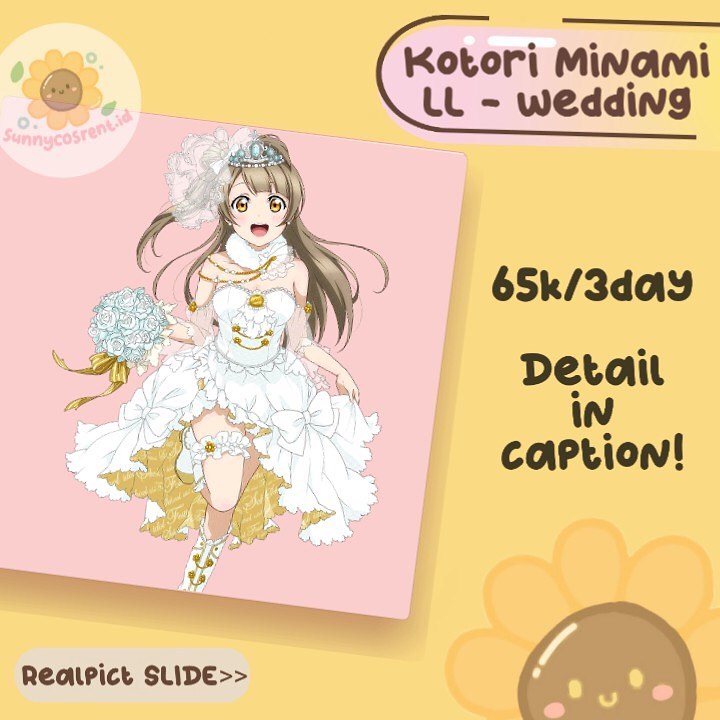 sunnycosrent.id
Kotori Minami
LL - wedding
65k/3day
Detail
in
caption!
RealPict SLIDE>>